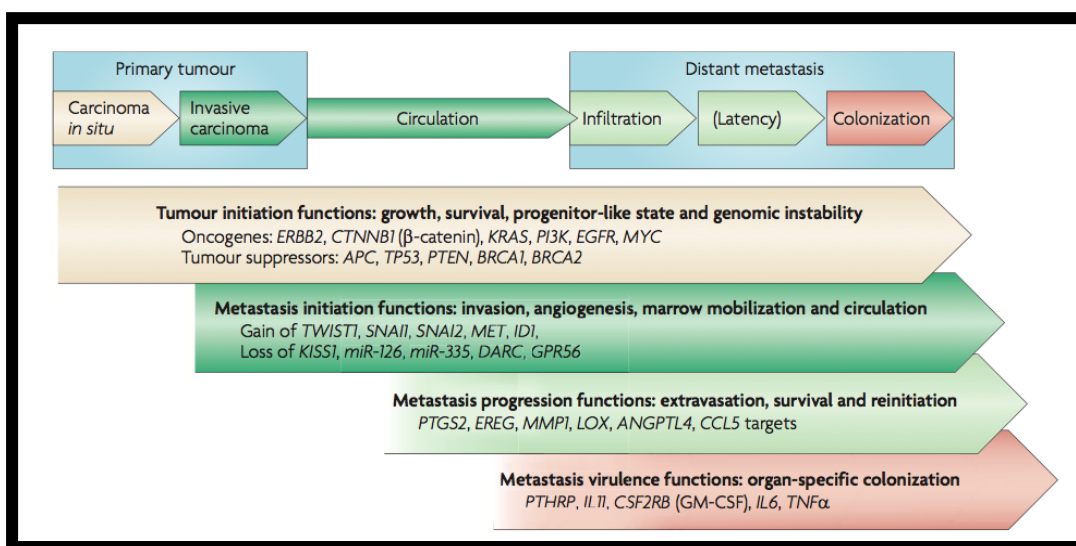 Primary tumour
Distant metastasis
Carcinoma
in situ
Invasive
carcinoma
Circulation
Infiltration
(Latency)
Colonization
Tumour initiation functions: growth, survival, progenitor-like state and genomic instability
Oncogenes: ERBB2, CTNNB1 (β-catenin), KRAS, PI3K, EGFR, MYC
Tumour suppressors: APC, TP53, PTEN, BRCA1, BRCA2
Metastasis initiation functions: invasion, angiogenesis, marrow mobilization and circulation
Gain of TWIST1, SNAI1, SNAI2, MET, ID1,
Loss of KISS1, miR-126, miR-335, DARC, GPR56
Metastasis progression functions: extravasation, survival and reinitiation
PTGS2, EREG, MMP1, LOX, ANGPTL4, CCL5 targets
Metastasis virulence functions: organ-specific colonization
PTHRP, IL11, CSF2RB (GM-CSF), IL6, TNFα